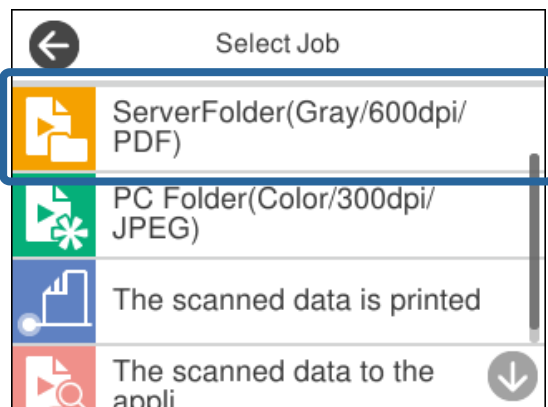 Select Job
ServerFolder(Gray/600dpi/
PDF)
PC Folder(Color/300dpi/
JPEG)
The scanned data is printed
The scanned data to the
appli...